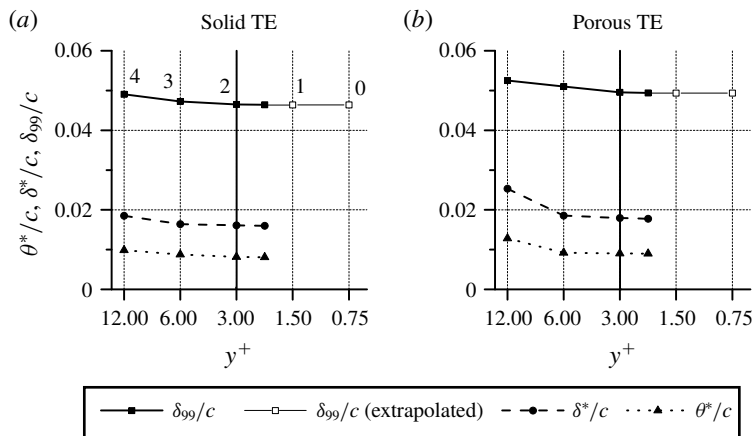 (a) Solid TE
(b) Porous TE
θ*/c, δ*/c, δ99/c
0.06
0.04
0.02
0
4 3 2 1 0
12.00 6.00 3.00 1.50 0.75
y+
0.06
0.04
0.02
0
12.00 6.00 3.00 1.50 0.75
y+
δ99/c δ99/c (extrapolated) δ*/c θ*/c